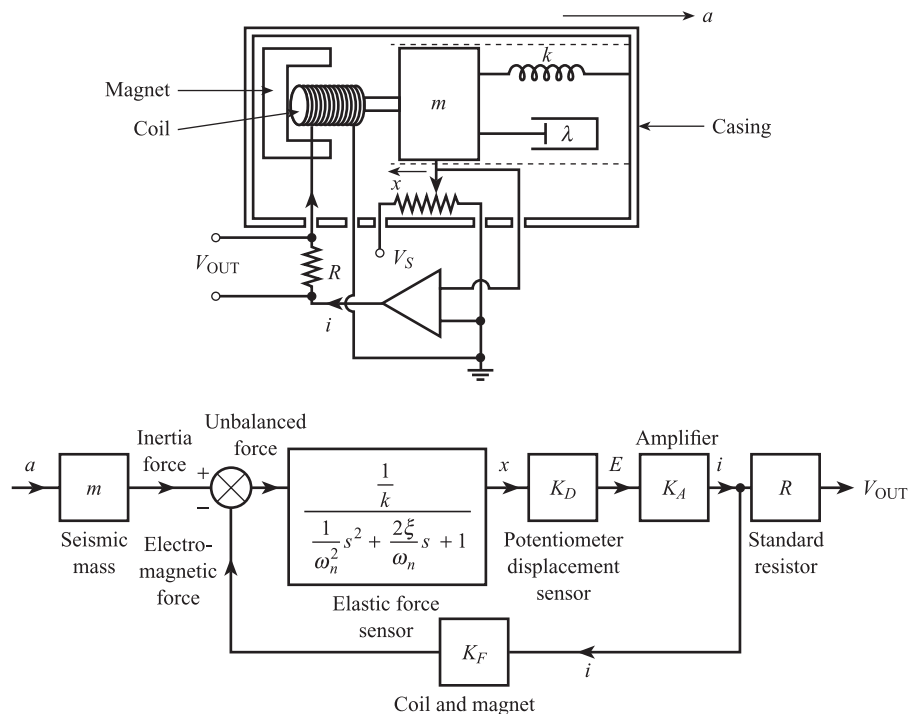 a
Magnet
Coil
m
k
λ
Casing
x
V_OUT
R
V_S
i
Unbalanced
force
Amplifier
a
Inertia
force
+
−
m
1
k
1
ω_n^2
s^2 + 2ξ
ω_n
s + 1
x
K_D
E
K_A
i
R
V_OUT
Seismic
mass
Electro-
magnetic
force
Elastic force
sensor
Potentiometer
displacement
sensor
Standard
resistor
K_F
i
Coil and magnet